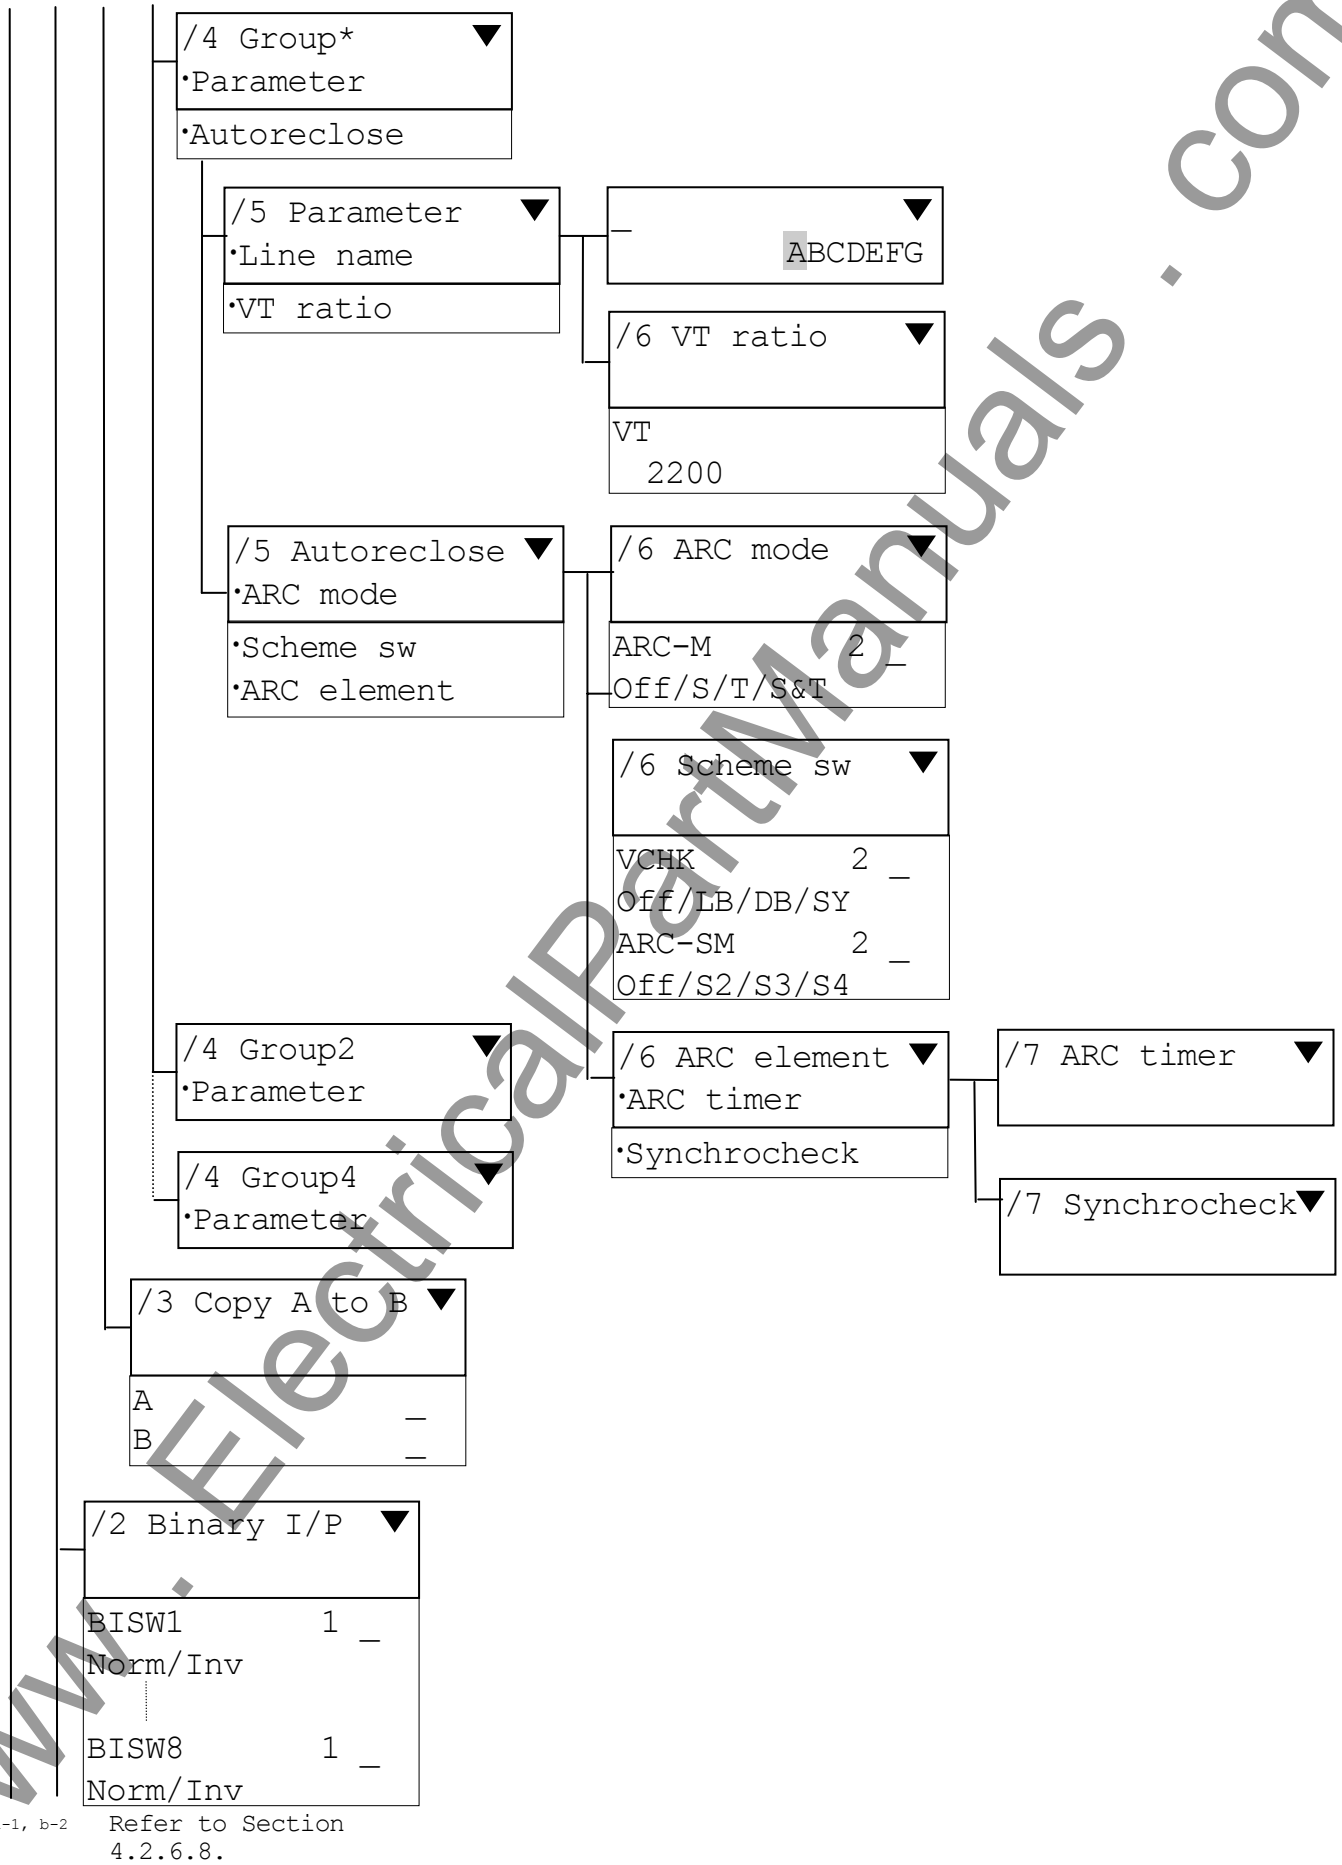 /4 Group* ▼
·Parameter
·Autoreclose
/5 Parameter ▼
·Line name
·VT ratio
_ ▼
ABCDEFG
/6 VT ratio ▼
VT
2200
/5 Autoreclose ▼
·ARC mode
·Scheme sw
·ARC element
/6 ARC mode ▼
ARC-M 2 _
Off/S/T/S&T
/6 Scheme sw ▼
VCHK 2 _
Off/LB/DB/SY
ARC-SM 2 _
Off/S2/S3/S4
/6 ARC element ▼
·ARC timer
·Synchrocheck
/7 ARC timer ▼
/7 Synchrocheck▼
/4 Group2 ▼
·Parameter
/4 Group4 ▼
·Parameter
/3 Copy A to B ▼
A _
B _
/2 Binary I/P ▼
BISW1 1 _
Norm/Inv
BISW8 1 _
Norm/Inv
-1, b-2 Refer to Section
4.2.6.8.
ww . ElectricalPartManuals . com